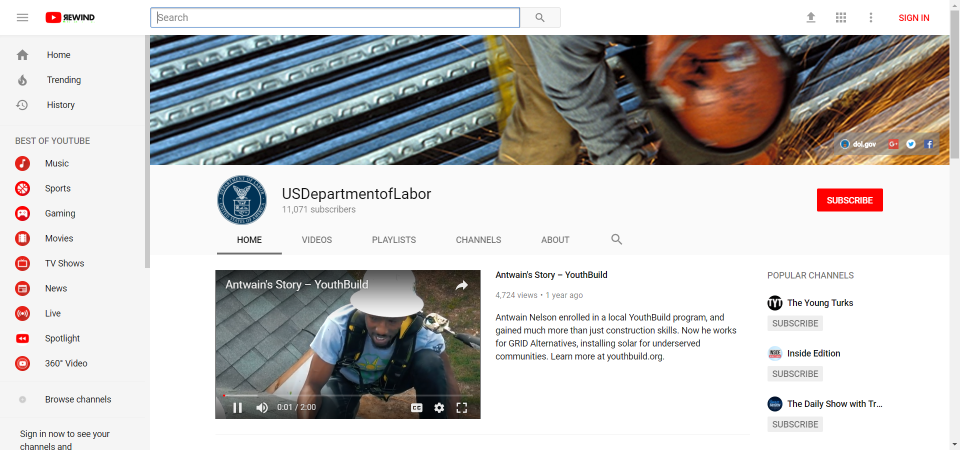 ЯEWIND
Search
SIGN IN
Home
Trending
History
BEST OF YOUTUBE
Music
Sports
Gaming
Movies
TV Shows
News
Live
Spotlight
360° Video
Browse channels
Sign in now to see your
channels and
dol.gov
USDepartmentofLabor
11,071 subscribers
SUBSCRIBE
HOME
VIDEOS
PLAYLISTS
CHANNELS
ABOUT
Antwain's Story – YouthBuild
0:01 / 2:00
CC
Antwain's Story – YouthBuild
4,724 views • 1 year ago
Antwain Nelson enrolled in a local YouthBuild program, and
gained much more than just construction skills. Now he works
for GRID Alternatives, installing solar for underserved
communities. Learn more at youthbuild.org.
POPULAR CHANNELS
TYT
The Young Turks
SUBSCRIBE
Inside Edition
SUBSCRIBE
The Daily Show with Tr...
SUBSCRIBE